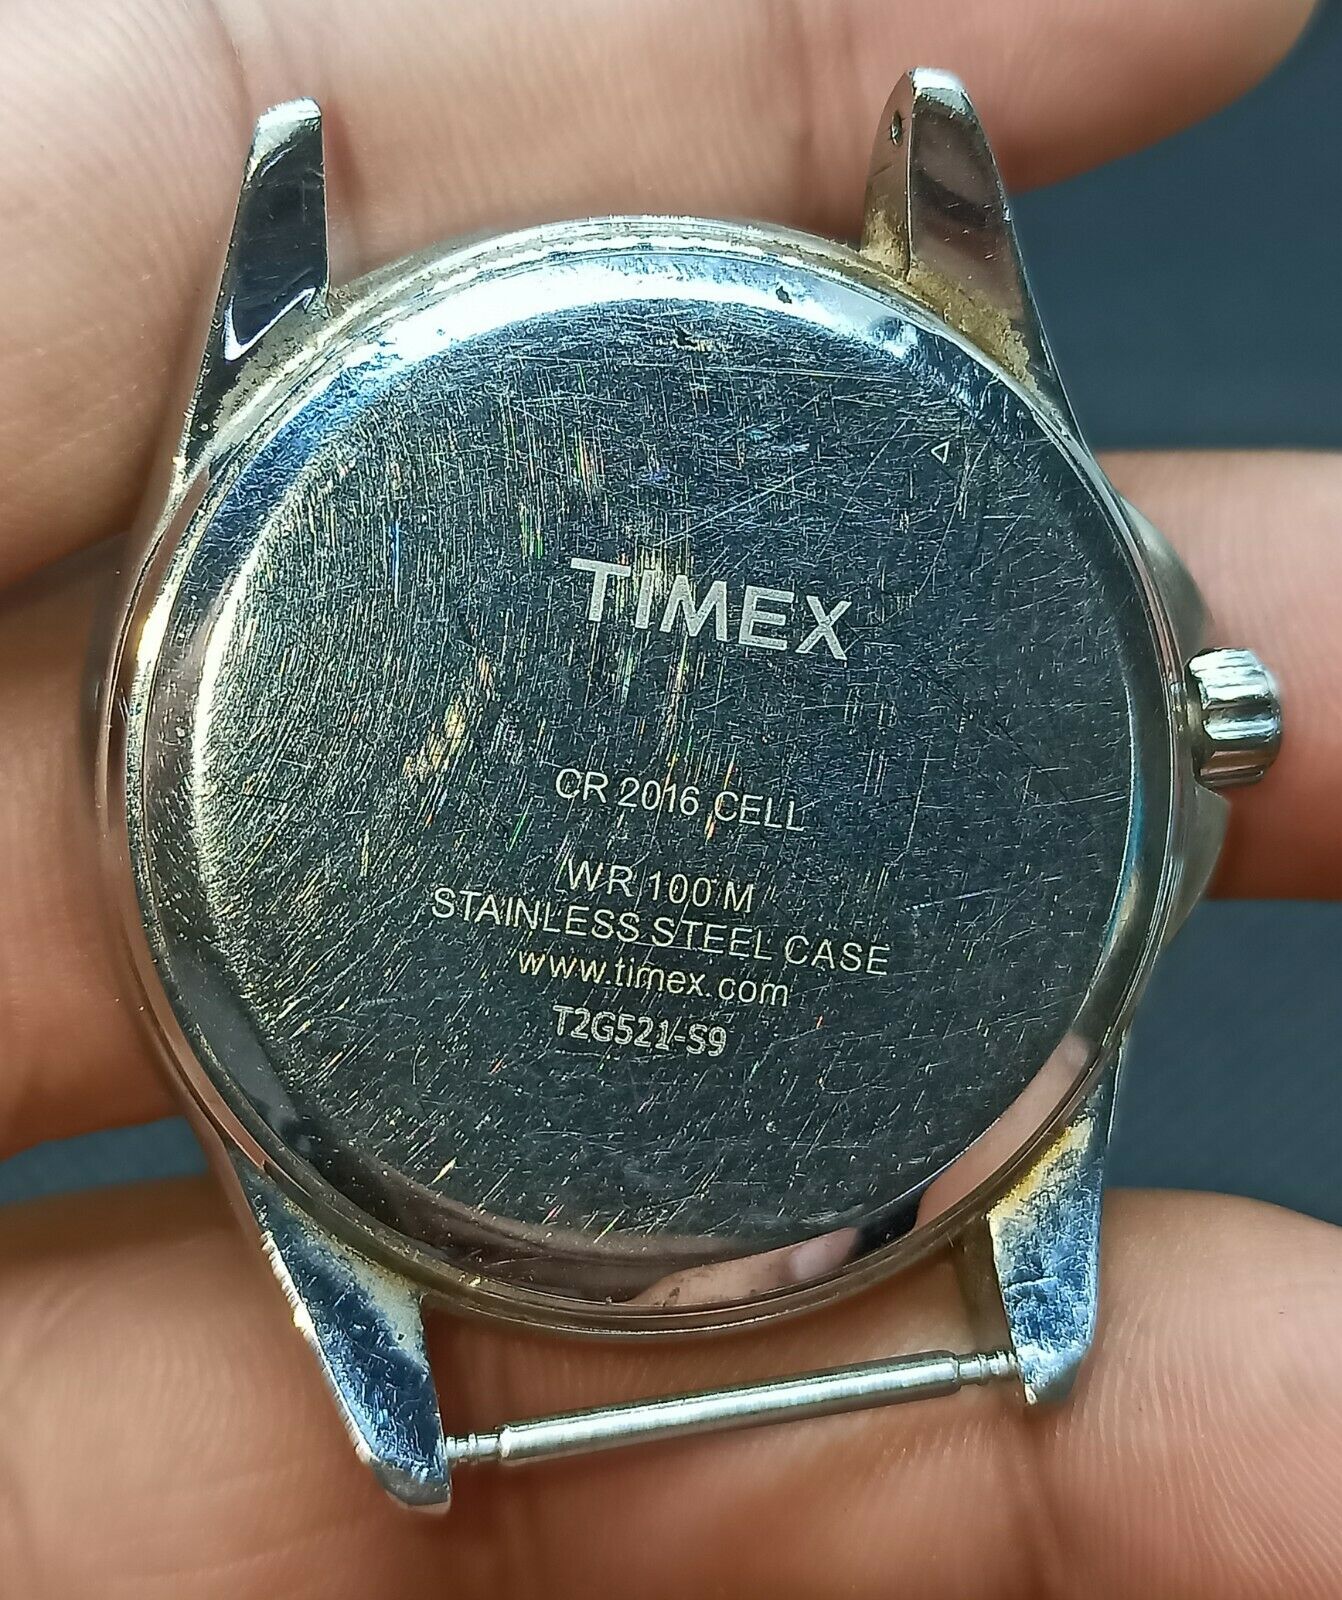 TIMEX
CR 2016 CELL
WR 100 M
STAINLESS STEEL CASE
www.timex.com
T2G521-S9